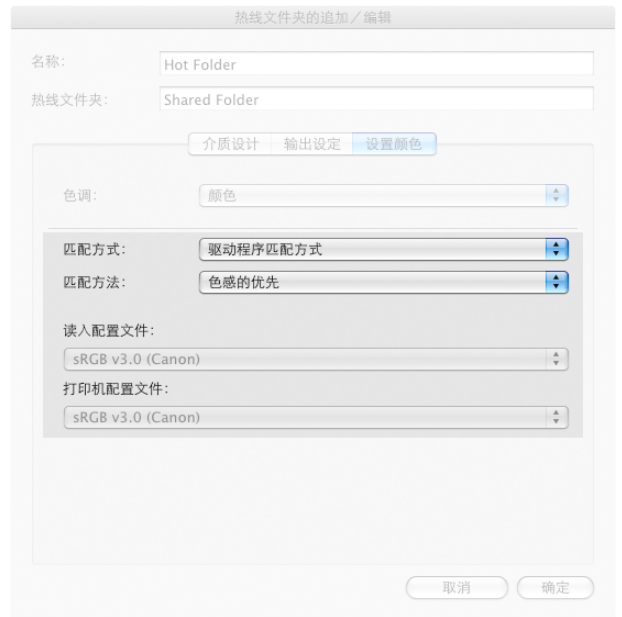 热线文件夹的追加／编辑
名称： Hot Folder
热线文件夹： Shared Folder
介质设计 输出设定 设置颜色
色调： 颜色
匹配方式： 驱动程序匹配方式
匹配方法： 色感的优先
读入配置文件：
sRGB v3.0 (Canon)
打印机配置文件：
sRGB v3.0 (Canon)
取消 确定